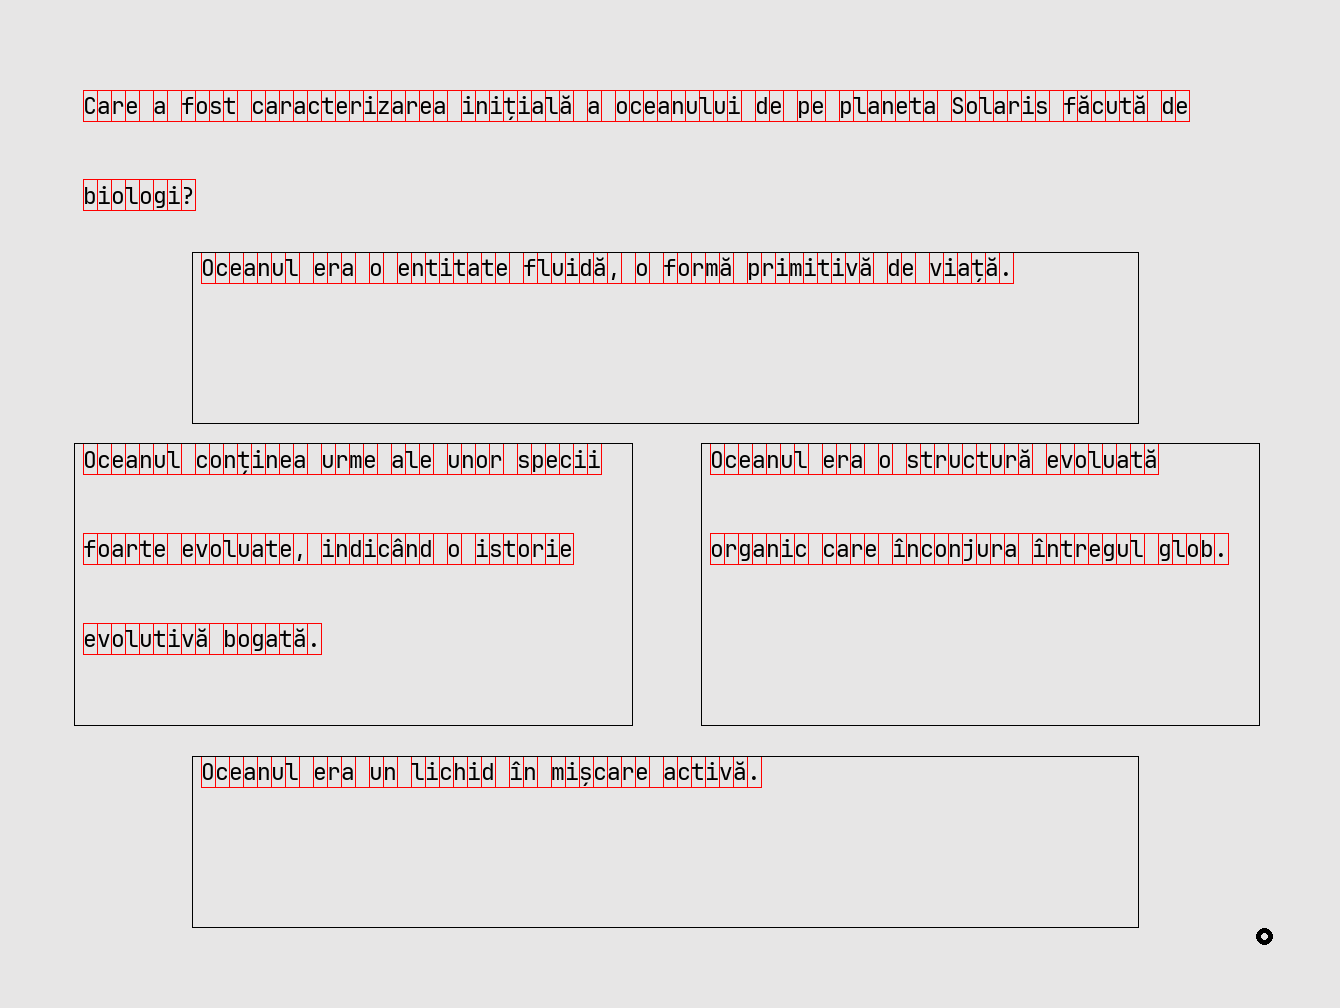 Care a fost caracterizarea inițială a oceanului de pe planeta Solaris făcută de
biologi?
Oceanul era o entitate fluidă, o formă primitivă de viață.
Oceanul conținea urme ale unor specii
foarte evoluate, indicând o istorie
evolutivă bogată.
Oceanul era o structură evoluată
organic care înconjura întregul glob.
Oceanul era un lichid în mișcare activă.